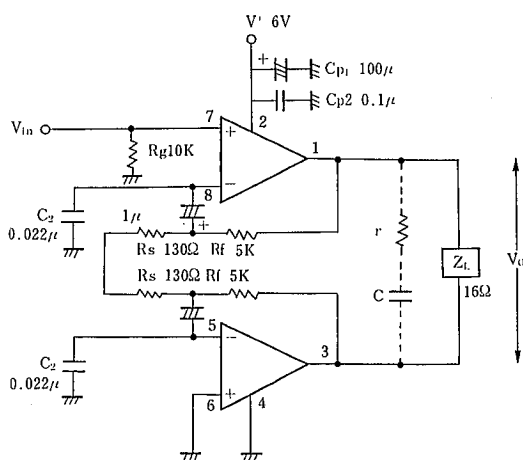 V' 6V
+
Cp1 100μ
Cp2 0.1μ
2
7
Vin
+
1
Rg10K
8
−
C2
0.022μ
1μ
+
Rs 130Ω Rf 5K
Rs 130Ω Rf 5K
r
C
ZL
16Ω
Vo
5
−
3
C2
0.022μ
6
+
4